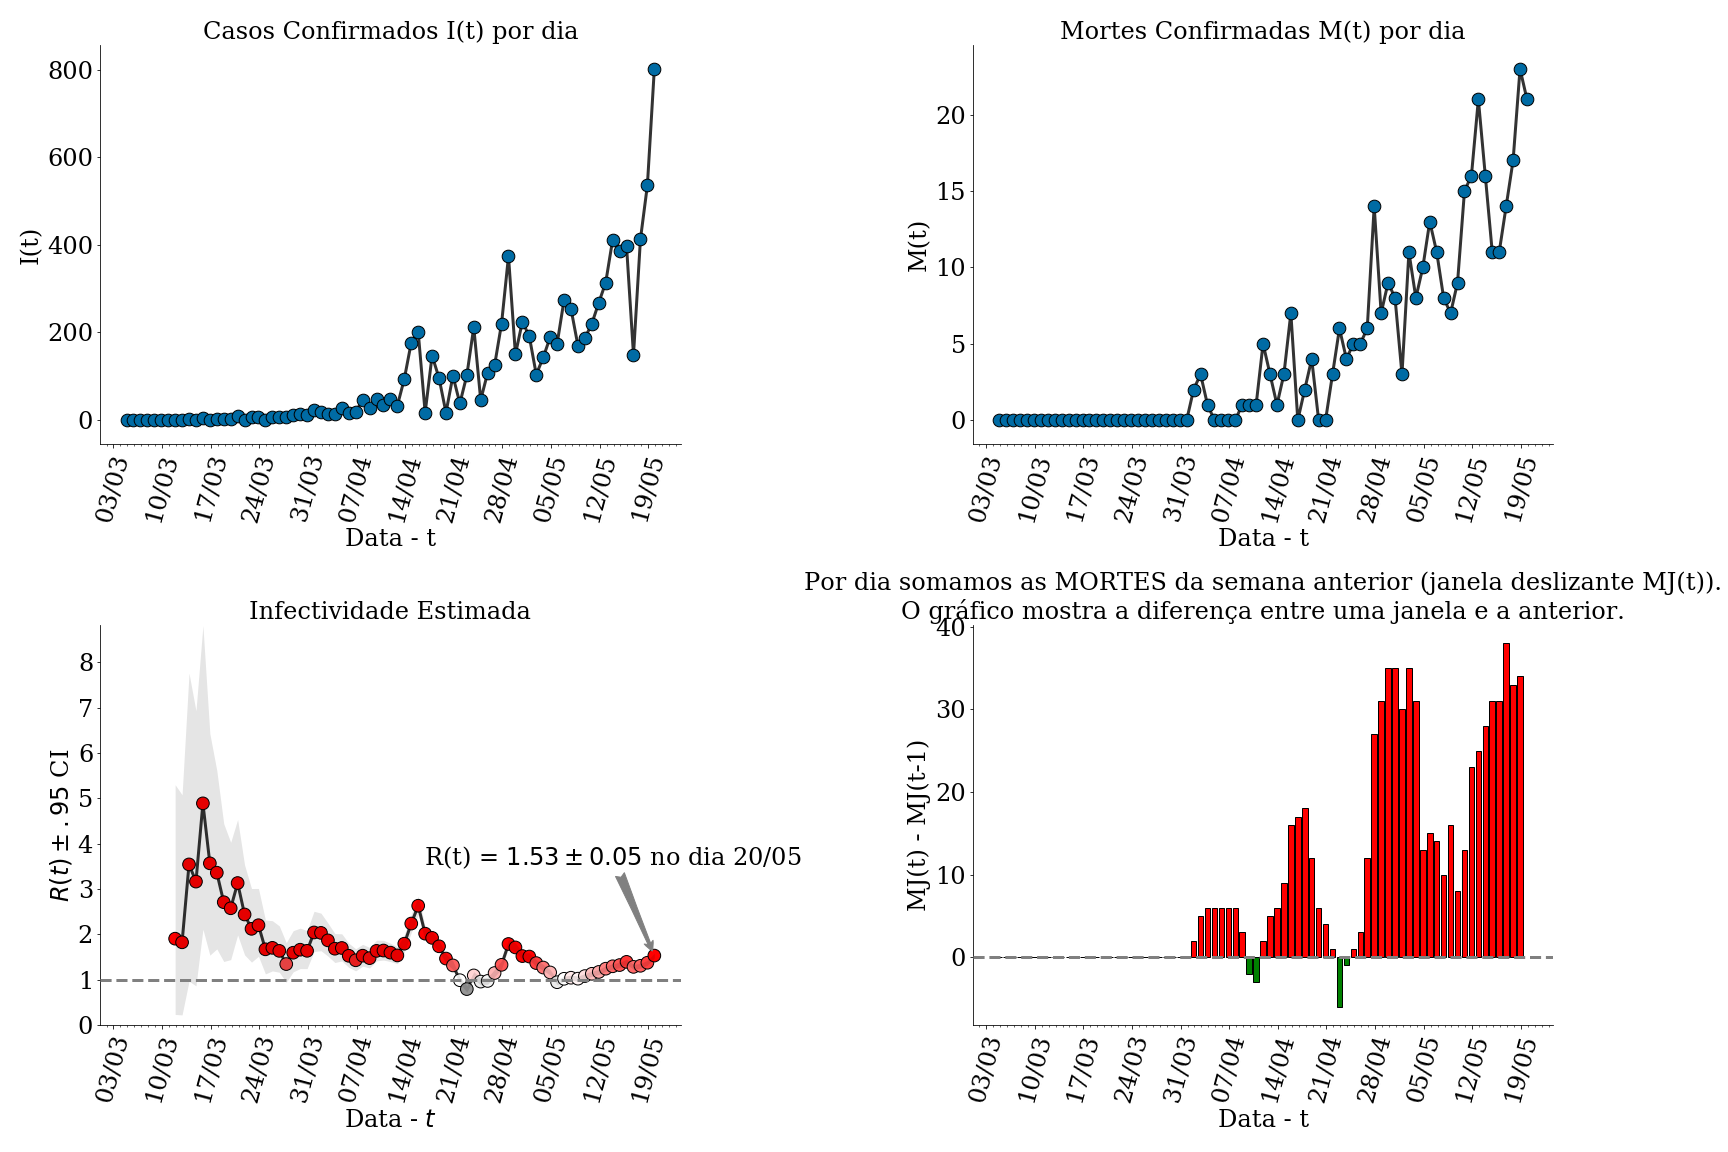 Casos Confirmados I(t) por dia
I(t)
800
600
400
200
0
03/03 10/03 17/03 24/03 31/03 07/04 14/04 21/04 28/04 05/05 12/05 19/05
Data - t
Mortes Confirmadas M(t) por dia
M(t)
20
15
10
5
0
03/03 10/03 17/03 24/03 31/03 07/04 14/04 21/04 28/04 05/05 12/05 19/05
Data - t
Infectividade Estimada
R(t) ± .95 CI
8
7
6
5
4
3
2
1
0
R(t) = 1.53 ± 0.05 no dia 20/05
03/03 10/03 17/03 24/03 31/03 07/04 14/04 21/04 28/04 05/05 12/05 19/05
Data - t
Por dia somamos as MORTES da semana anterior (janela deslizante MJ(t)).
O gráfico mostra a diferença entre uma janela e a anterior.
MJ(t) - MJ(t-1)
40
30
20
10
0
03/03 10/03 17/03 24/03 31/03 07/04 14/04 21/04 28/04 05/05 12/05 19/05
Data - t